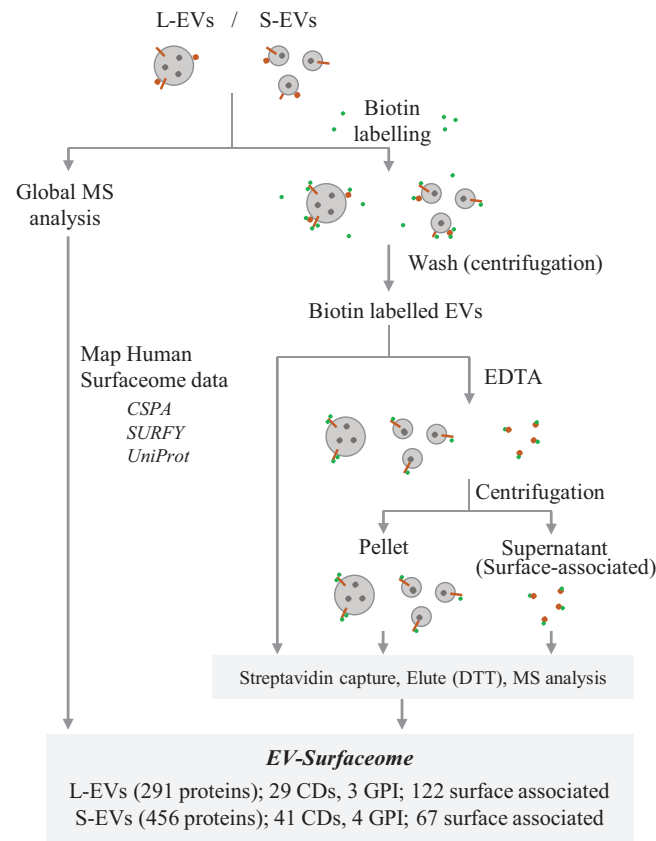 L-EVs / S-EVs
Biotin
labelling
Global MS
analysis
Wash (centrifugation)
Biotin labelled EVs
Map Human
Surfaceome data
CSPA
SURFY
UniProt
EDTA
Centrifugation
Pellet
Supernatant
(Surface-associated)
Streptavidin capture, Elute (DTT), MS analysis
EV-Surfaceome
L-EVs (291 proteins); 29 CDs, 3 GPI; 122 surface associated
S-EVs (456 proteins); 41 CDs, 4 GPI; 67 surface associated